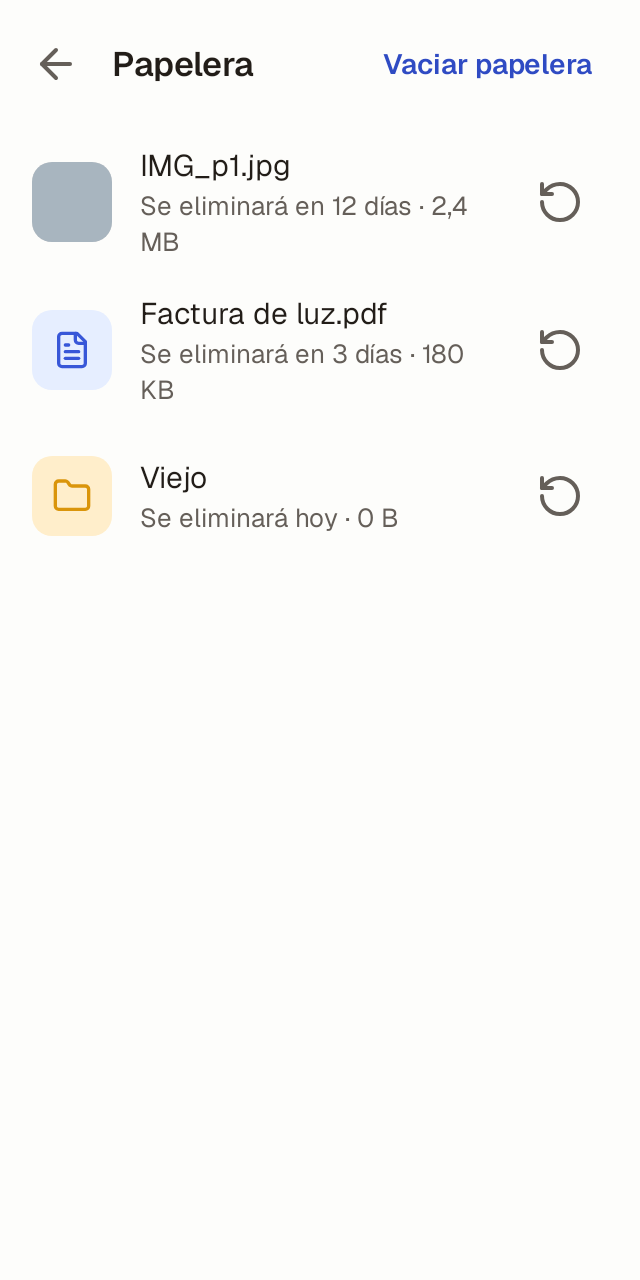 Papelera
Vaciar papelera
IMG_p1.jpg
Se eliminará en 12 días · 2,4
MB
Factura de luz.pdf
Se eliminará en 3 días · 180
KB
Viejo
Se eliminará hoy · 0 B